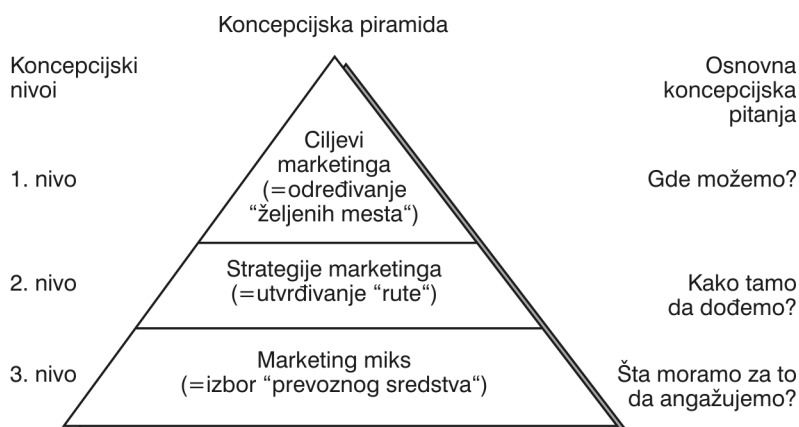 Koncepcijska piramida
Koncepcijski
nivoi
Osnovna
koncepcijska
pitanja
1. nivo
Ciljevi
marketinga
(=određivanje
“željenih mesta“)
Gde možemo?
2. nivo
Strategije marketinga
(=utvrđivanje “rute“)
Kako tamo
da dođemo?
3. nivo
Marketing miks
(=izbor “prevoznog sredstva“)
Šta moramo za to
da angažujemo?